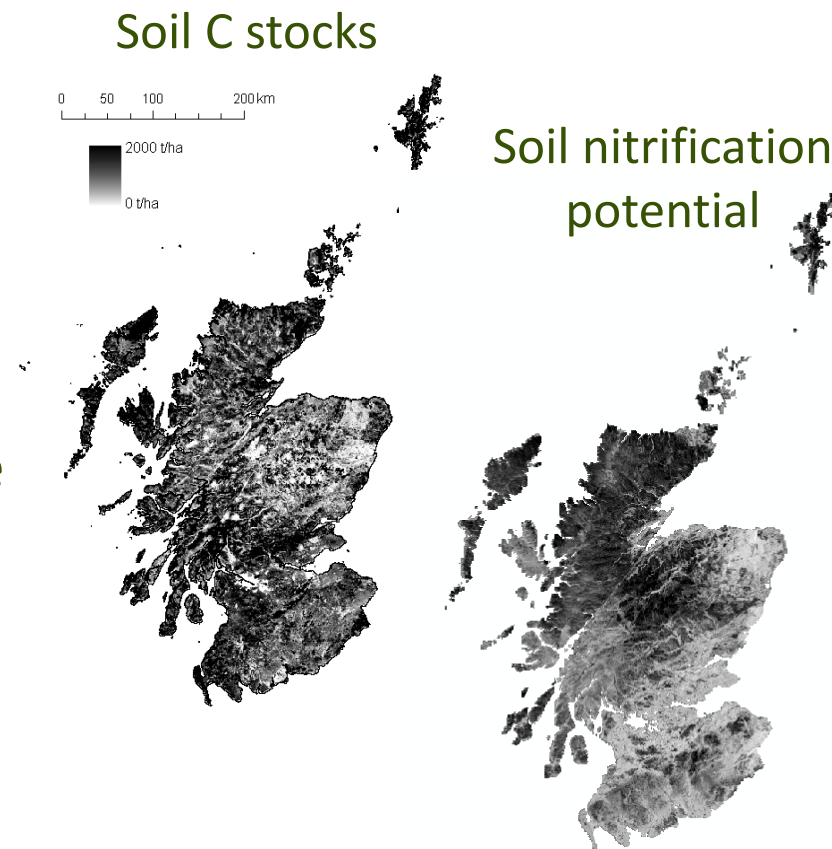 Soil C stocks
0 50 100 200 km
2000 t/ha
0 t/ha
Soil nitrification
potential
e